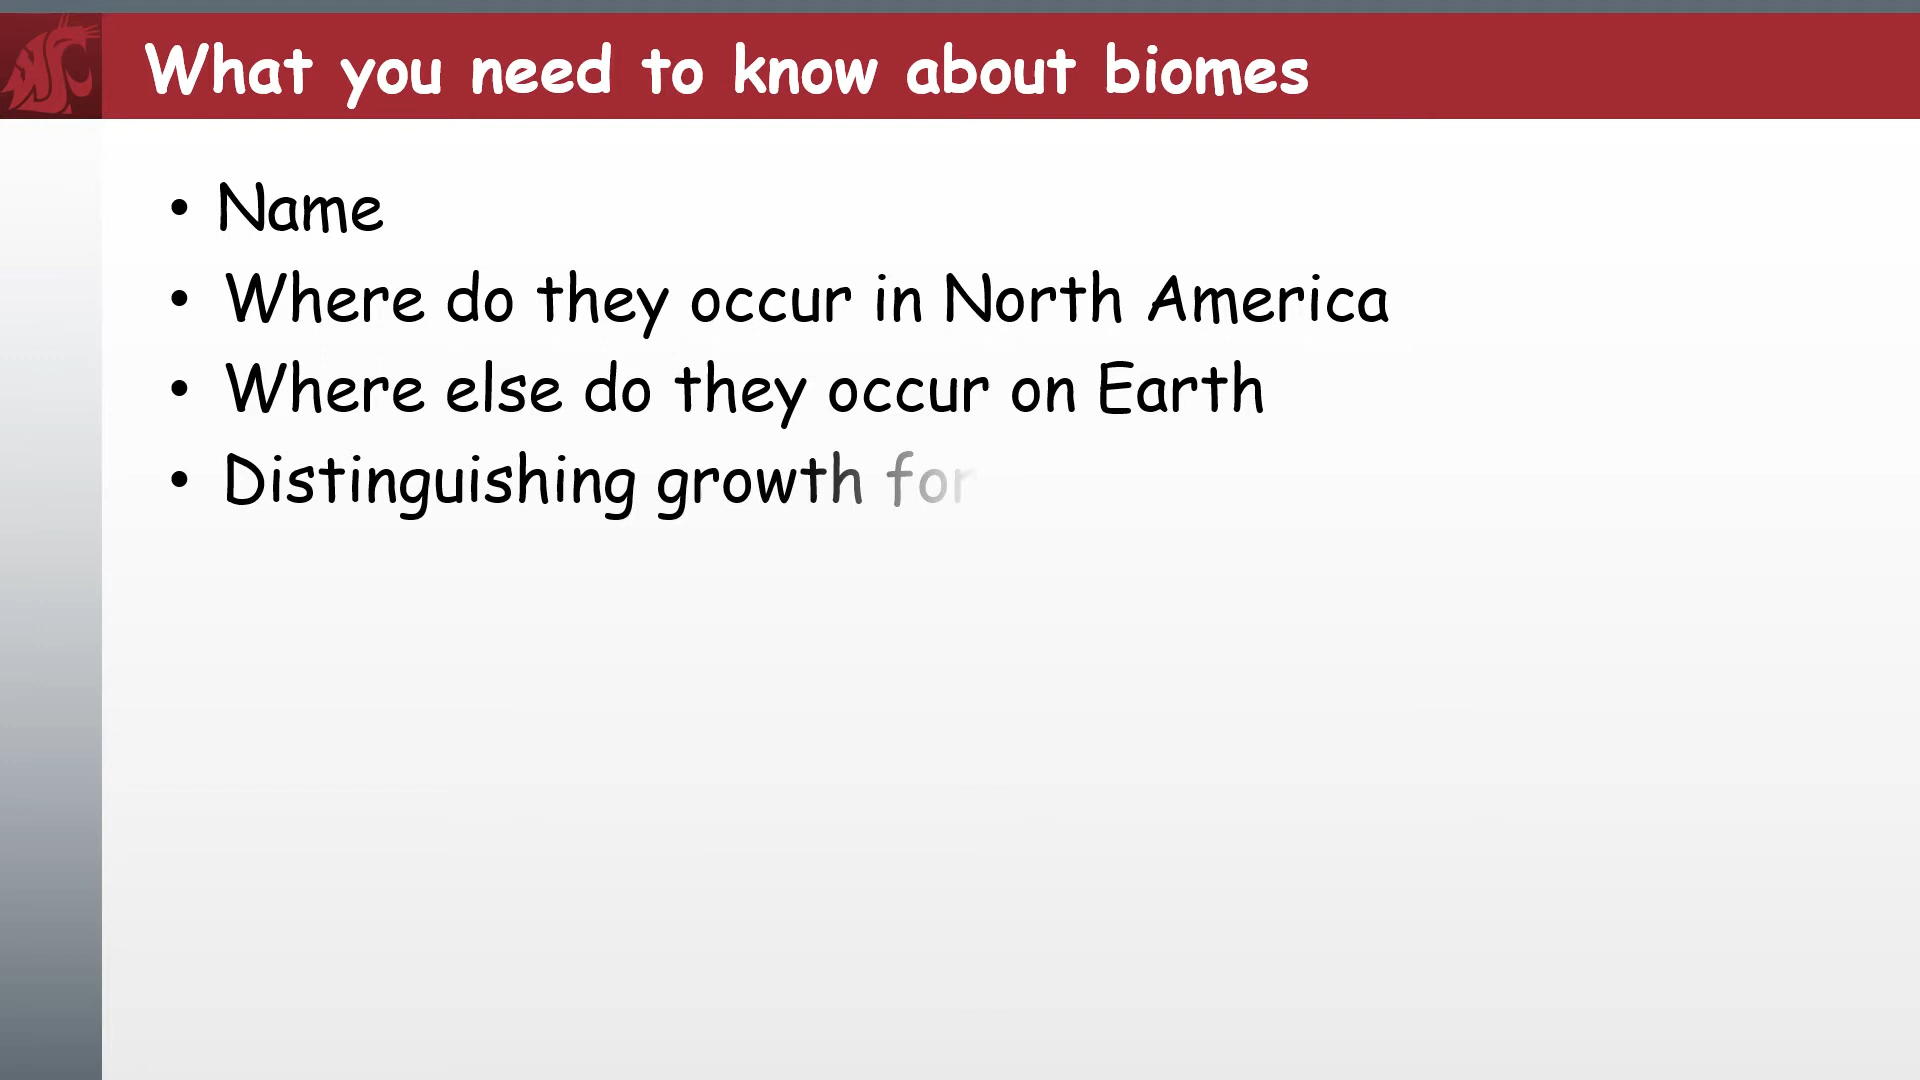 What you need to know about biomes
• Name
• Where do they occur in North America
• Where else do they occur on Earth
• Distinguishing growth for